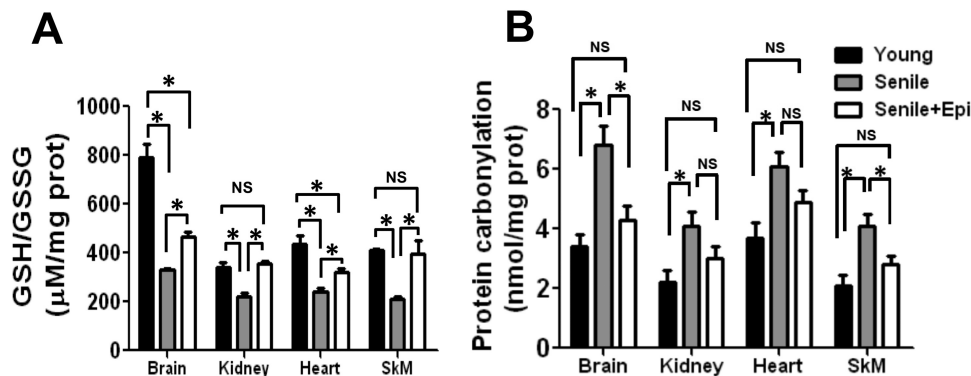 A
GSH/GSSG
(µM/mg prot)
1000
800
600
400
200
0
* * *
NS * *
* * *
NS * *
Brain Kidney Heart SkM
B
Protein carbonylation
(nmol/mg prot)
8
6
4
2
0
NS * *
NS * NS
NS * NS
NS * *
Brain Kidney Heart SkM
Young
Senile
Senile+Epi